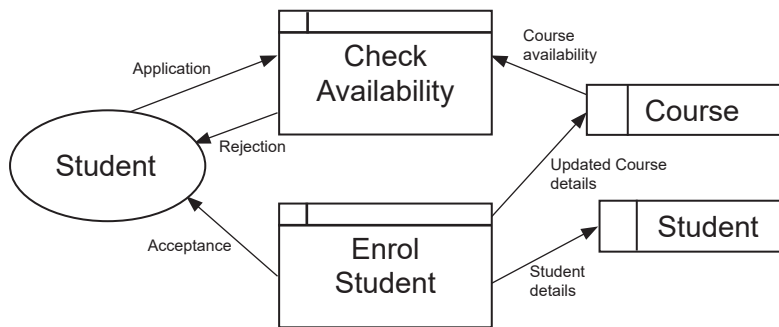 Check
Availability
Course
availability
Application
Course
Student
Rejection
Updated Course
details
Acceptance
Enrol
Student
Student
Student
details